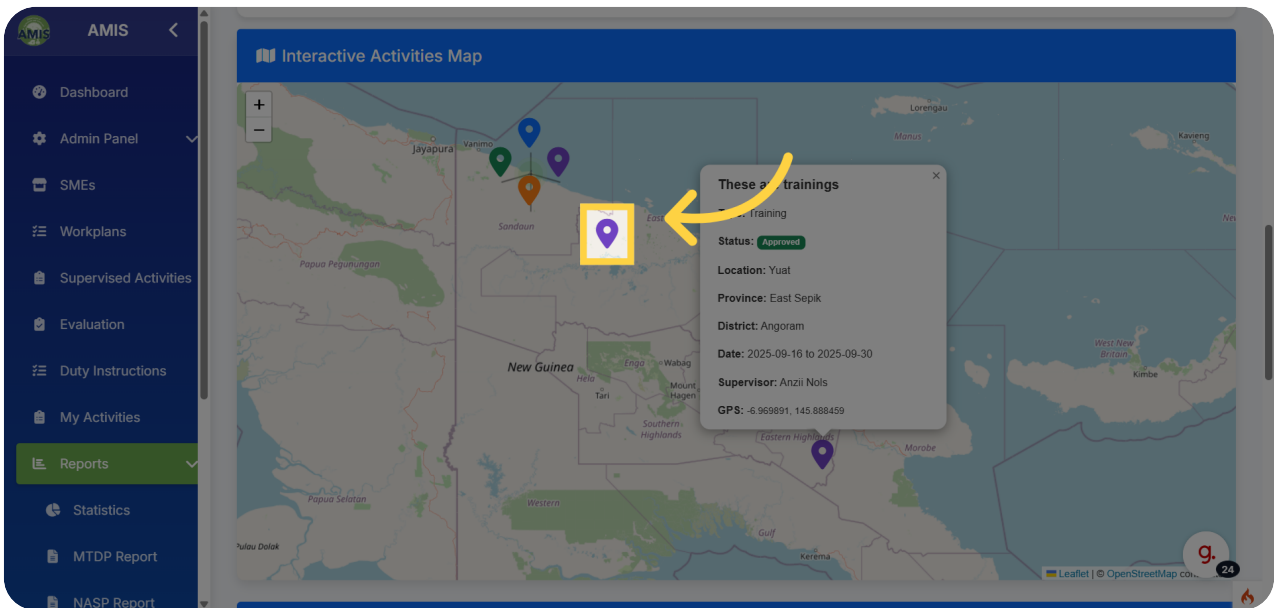 AMIS
AMIS
Dashboard
Admin Panel
SMEs
Workplans
Supervised Activities
Evaluation
Duty Instructions
My Activities
Reports
Statistics
MTDP Report
NASP Report
Interactive Activities Map
+
−
Lorengau
Manus
Kavieng
Jayapura
Vanimo
Sandaun
Papua Pegunungan
New Guinea
Enga
Wabag
Hela
Tari
Mount
Hagen
Southern
Highlands
Eastern Highlands
Morobe
West New
Britain
Kimbe
Papua Selatan
Western
Gulf
Kerema
Pulau Dolak
×
These are trainings
Training
Status: Approved
Location: Yuat
Province: East Sepik
District: Angoram
Date: 2025-09-16 to 2025-09-30
Supervisor: Anzii Nols
GPS: -6.969891, 145.888459
Leaflet | © OpenStreetMap
g.
24